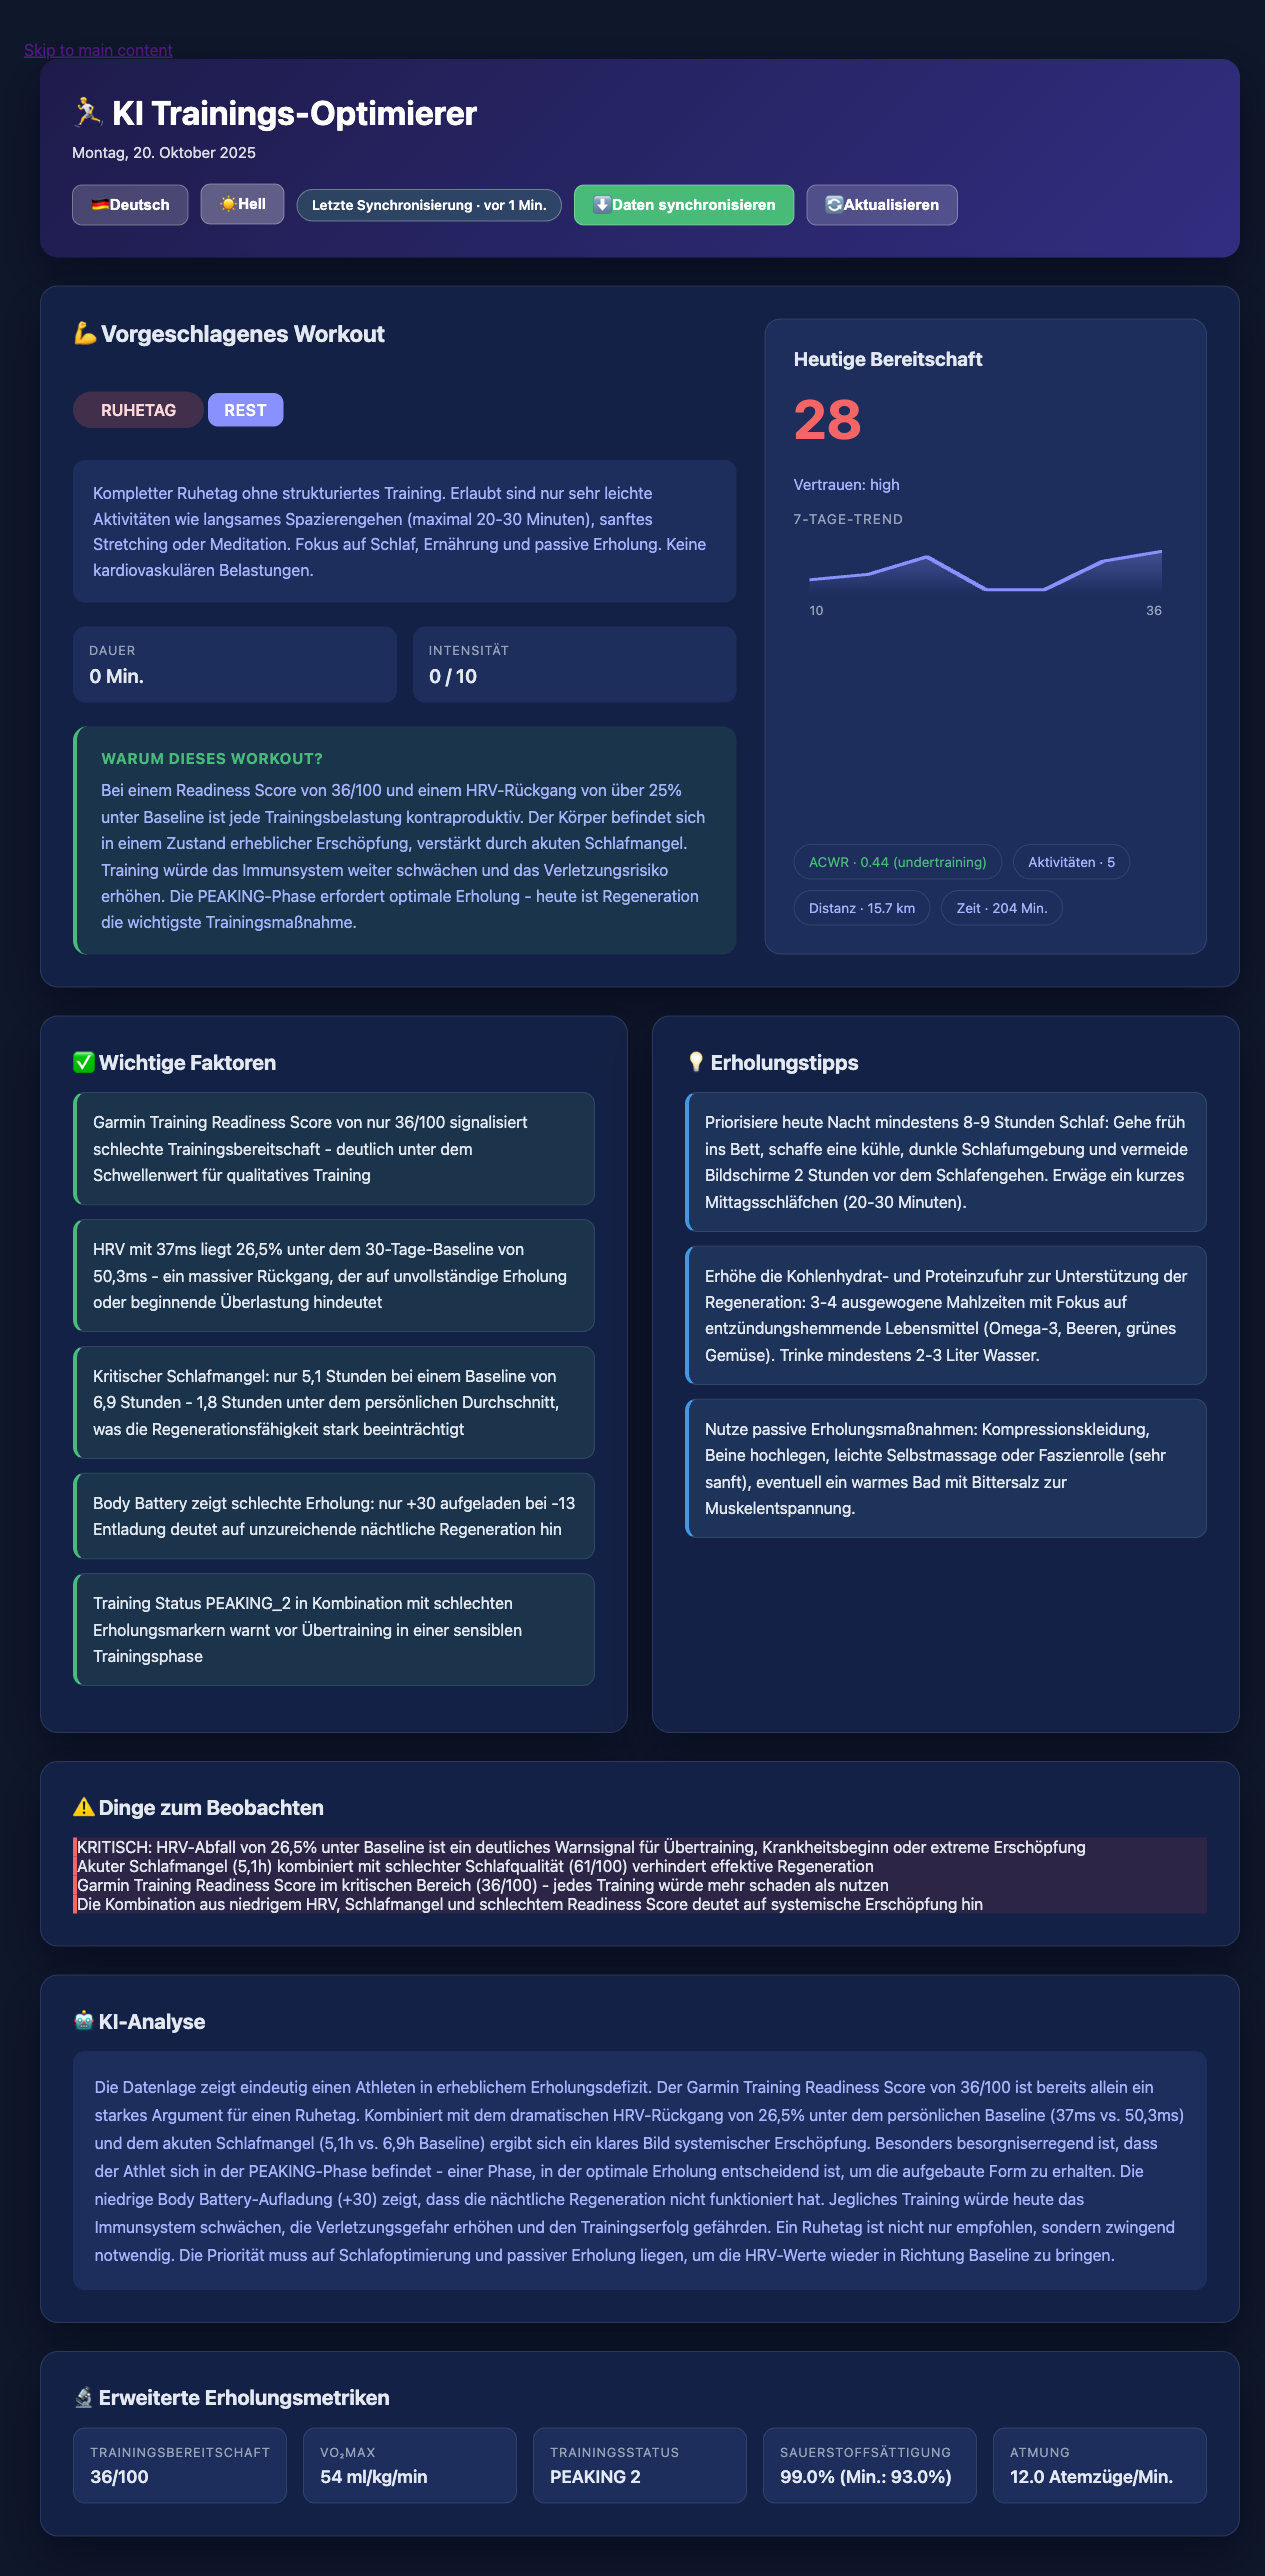 Skip to main content
🏃 KI Trainings-Optimierer
Montag, 20. Oktober 2025
🇩🇪Deutsch
☀️Hell
Letzte Synchronisierung · vor 1 Min.
⬇️Daten synchronisieren
🔄Aktualisieren
💪Vorgeschlagenes Workout
RUHETAG
REST
Kompletter Ruhetag ohne strukturiertes Training. Erlaubt sind nur sehr leichte
Aktivitäten wie langsames Spazierengehen (maximal 20-30 Minuten), sanftes
Stretching oder Meditation. Fokus auf Schlaf, Ernährung und passive Erholung. Keine
kardiovaskulären Belastungen.
DAUER
0 Min.
INTENSITÄT
0 / 10
WARUM DIESES WORKOUT?
Bei einem Readiness Score von 36/100 und einem HRV-Rückgang von über 25%
unter Baseline ist jede Trainingsbelastung kontraproduktiv. Der Körper befindet sich
in einem Zustand erheblicher Erschöpfung, verstärkt durch akuten Schlafmangel.
Training würde das Immunsystem weiter schwächen und das Verletzungsrisiko
erhöhen. Die PEAKING-Phase erfordert optimale Erholung - heute ist Regeneration
die wichtigste Trainingsmaßnahme.
Heutige Bereitschaft
28
Vertrauen: high
7-TAGE-TREND
10
36
ACWR · 0.44 (undertraining)
Aktivitäten · 5
Distanz · 15.7 km
Zeit · 204 Min.
✅Wichtige Faktoren
Garmin Training Readiness Score von nur 36/100 signalisiert
schlechte Trainingsbereitschaft - deutlich unter dem
Schwellenwert für qualitatives Training
HRV mit 37ms liegt 26,5% unter dem 30-Tage-Baseline von
50,3ms - ein massiver Rückgang, der auf unvollständige Erholung
oder beginnende Überlastung hindeutet
Kritischer Schlafmangel: nur 5,1 Stunden bei einem Baseline von
6,9 Stunden - 1,8 Stunden unter dem persönlichen Durchschnitt,
was die Regenerationsfähigkeit stark beeinträchtigt
Body Battery zeigt schlechte Erholung: nur +30 aufgeladen bei -13
Entladung deutet auf unzureichende nächtliche Regeneration hin
Training Status PEAKING_2 in Kombination mit schlechten
Erholungsmarkern warnt vor Übertraining in einer sensiblen
Trainingsphase
💡Erholungstipps
Priorisiere heute Nacht mindestens 8-9 Stunden Schlaf: Gehe früh
ins Bett, schaffe eine kühle, dunkle Schlafumgebung und vermeide
Bildschirme 2 Stunden vor dem Schlafengehen. Erwäge ein kurzes
Mittagsschläfchen (20-30 Minuten).
Erhöhe die Kohlenhydrat- und Proteinzufuhr zur Unterstützung der
Regeneration: 3-4 ausgewogene Mahlzeiten mit Fokus auf
entzündungshemmende Lebensmittel (Omega-3, Beeren, grünes
Gemüse). Trinke mindestens 2-3 Liter Wasser.
Nutze passive Erholungsmaßnahmen: Kompressionskleidung,
Beine hochlegen, leichte Selbstmassage oder Faszienrolle (sehr
sanft), eventuell ein warmes Bad mit Bittersalz zur
Muskelentspannung.
⚠️Dinge zum Beobachten
KRITISCH: HRV-Abfall von 26,5% unter Baseline ist ein deutliches Warnsignal für Übertraining, Krankheitsbeginn oder extreme Erschöpfung
Akuter Schlafmangel (5,1h) kombiniert mit schlechter Schlafqualität (61/100) verhindert effektive Regeneration
Garmin Training Readiness Score im kritischen Bereich (36/100) - jedes Training würde mehr schaden als nutzen
Die Kombination aus niedrigem HRV, Schlafmangel und schlechtem Readiness Score deutet auf systemische Erschöpfung hin
🤖KI-Analyse
Die Datenlage zeigt eindeutig einen Athleten in erheblichem Erholungsdefizit. Der Garmin Training Readiness Score von 36/100 ist bereits allein ein
starkes Argument für einen Ruhetag. Kombiniert mit dem dramatischen HRV-Rückgang von 26,5% unter dem persönlichen Baseline (37ms vs. 50,3ms)
und dem akuten Schlafmangel (5,1h vs. 6,9h Baseline) ergibt sich ein klares Bild systemischer Erschöpfung. Besonders besorgniserregend ist, dass
der Athlet sich in der PEAKING-Phase befindet - einer Phase, in der optimale Erholung entscheidend ist, um die aufgebaute Form zu erhalten. Die
niedrige Body Battery-Aufladung (+30) zeigt, dass die nächtliche Regeneration nicht funktioniert hat. Jegliches Training würde heute das
Immunsystem schwächen, die Verletzungsgefahr erhöhen und den Trainingserfolg gefährden. Ein Ruhetag ist nicht nur empfohlen, sondern zwingend
notwendig. Die Priorität muss auf Schlafoptimierung und passiver Erholung liegen, um die HRV-Werte wieder in Richtung Baseline zu bringen.
🔬Erweiterte Erholungsmetriken
TRAININGSBEREITSCHAFT
36/100
VO₂MAX
54 ml/kg/min
TRAININGSSTATUS
PEAKING 2
SAUERSTOFFSÄTTIGUNG
99.0% (Min.: 93.0%)
ATMUNG
12.0 Atemzüge/Min.